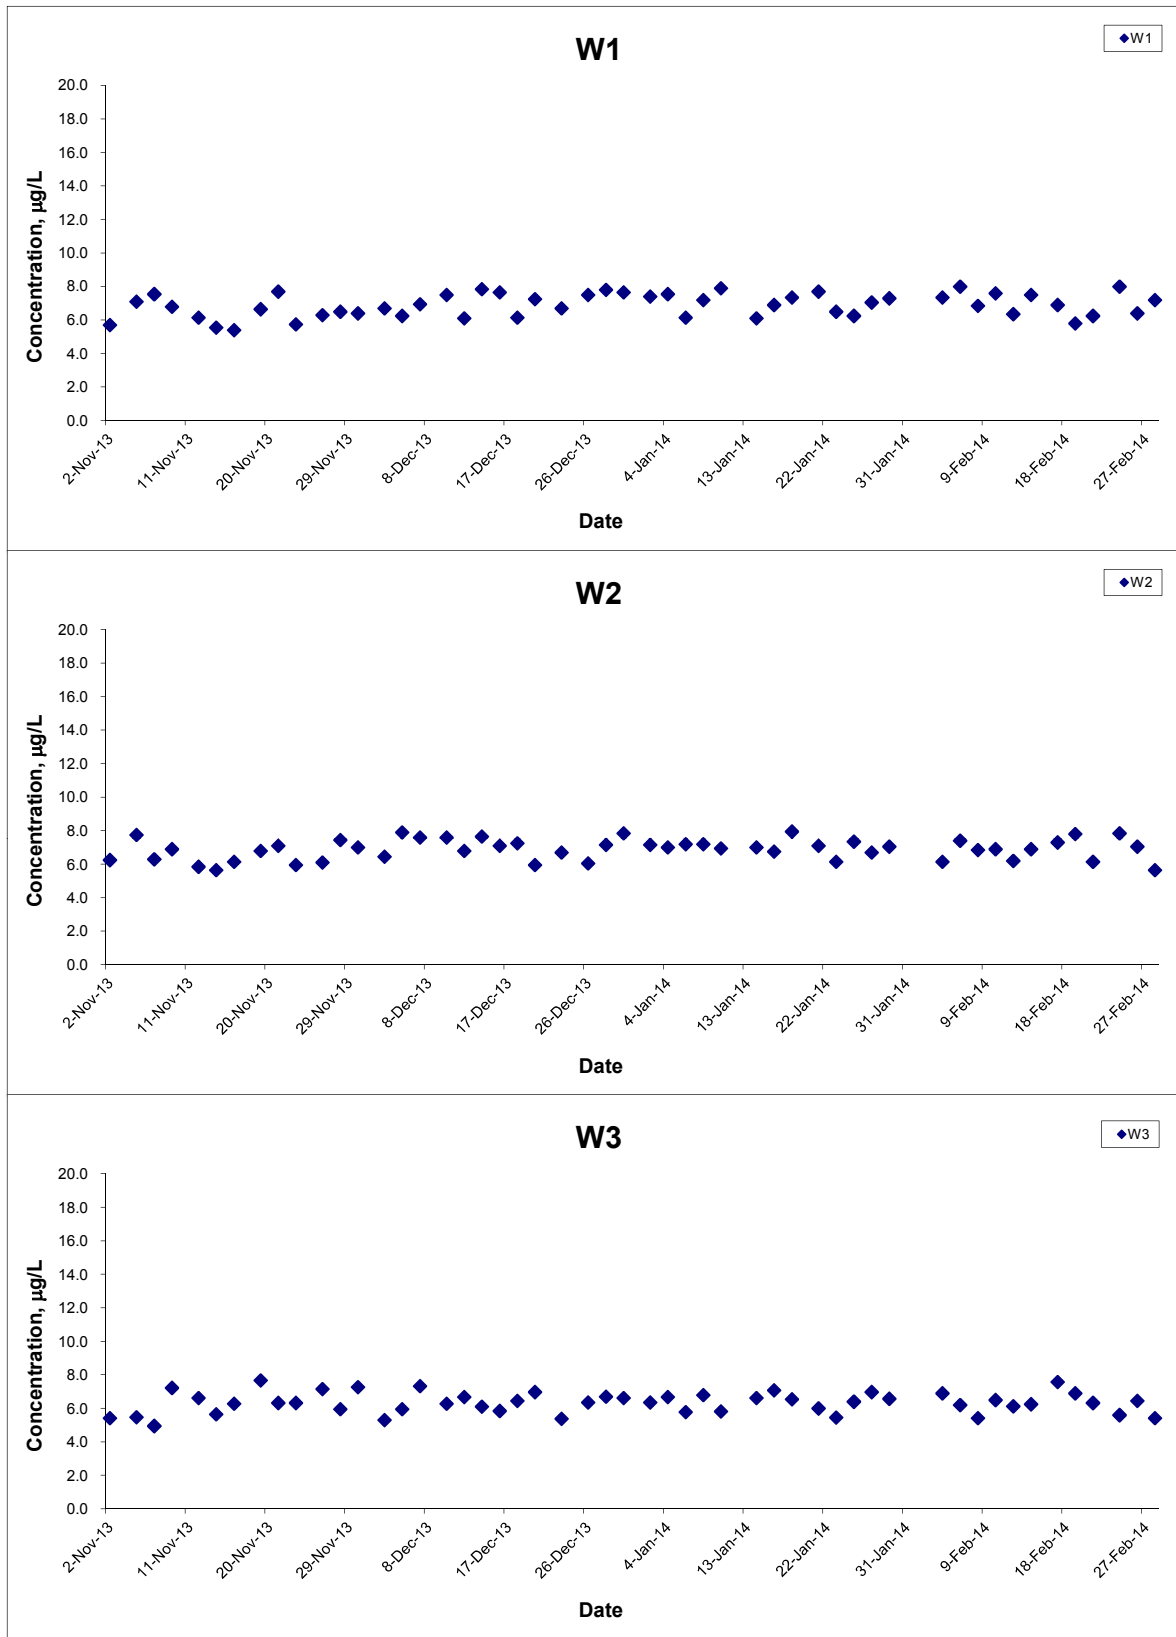 W1
W1
20.0
18.0
16.0
14.0
12.0
10.0
8.0
6.0
4.0
2.0
0.0
Concentration, µg/L
2-Nov-13
11-Nov-13
20-Nov-13
29-Nov-13
8-Dec-13
17-Dec-13
26-Dec-13
4-Jan-14
13-Jan-14
22-Jan-14
31-Jan-14
9-Feb-14
18-Feb-14
27-Feb-14
Date
W2
W2
20.0
18.0
16.0
14.0
12.0
10.0
8.0
6.0
4.0
2.0
0.0
Concentration, µg/L
2-Nov-13
11-Nov-13
20-Nov-13
29-Nov-13
8-Dec-13
17-Dec-13
26-Dec-13
4-Jan-14
13-Jan-14
22-Jan-14
31-Jan-14
9-Feb-14
18-Feb-14
27-Feb-14
Date
W3
W3
20.0
18.0
16.0
14.0
12.0
10.0
8.0
6.0
4.0
2.0
0.0
Concentration, µg/L
2-Nov-13
11-Nov-13
20-Nov-13
29-Nov-13
8-Dec-13
17-Dec-13
26-Dec-13
4-Jan-14
13-Jan-14
22-Jan-14
31-Jan-14
9-Feb-14
18-Feb-14
27-Feb-14
Date